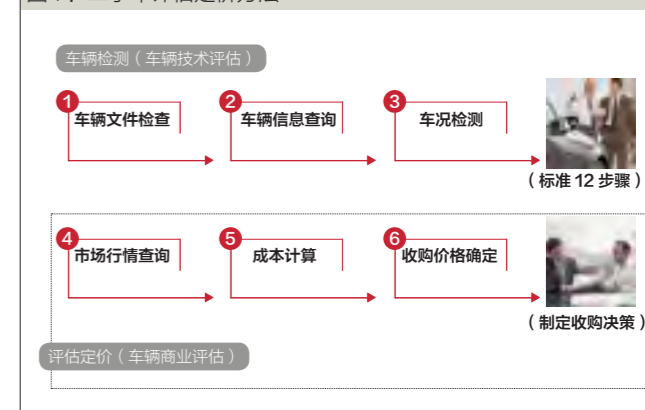 车辆检测（车辆技术评估）
1 车辆文件检查
2 车辆信息查询
3 车况检测
（标准 12 步骤）
4 市场行情查询
5 成本计算
6 收购价格确定
（制定收购决策）
评估定价（车辆商业评估）